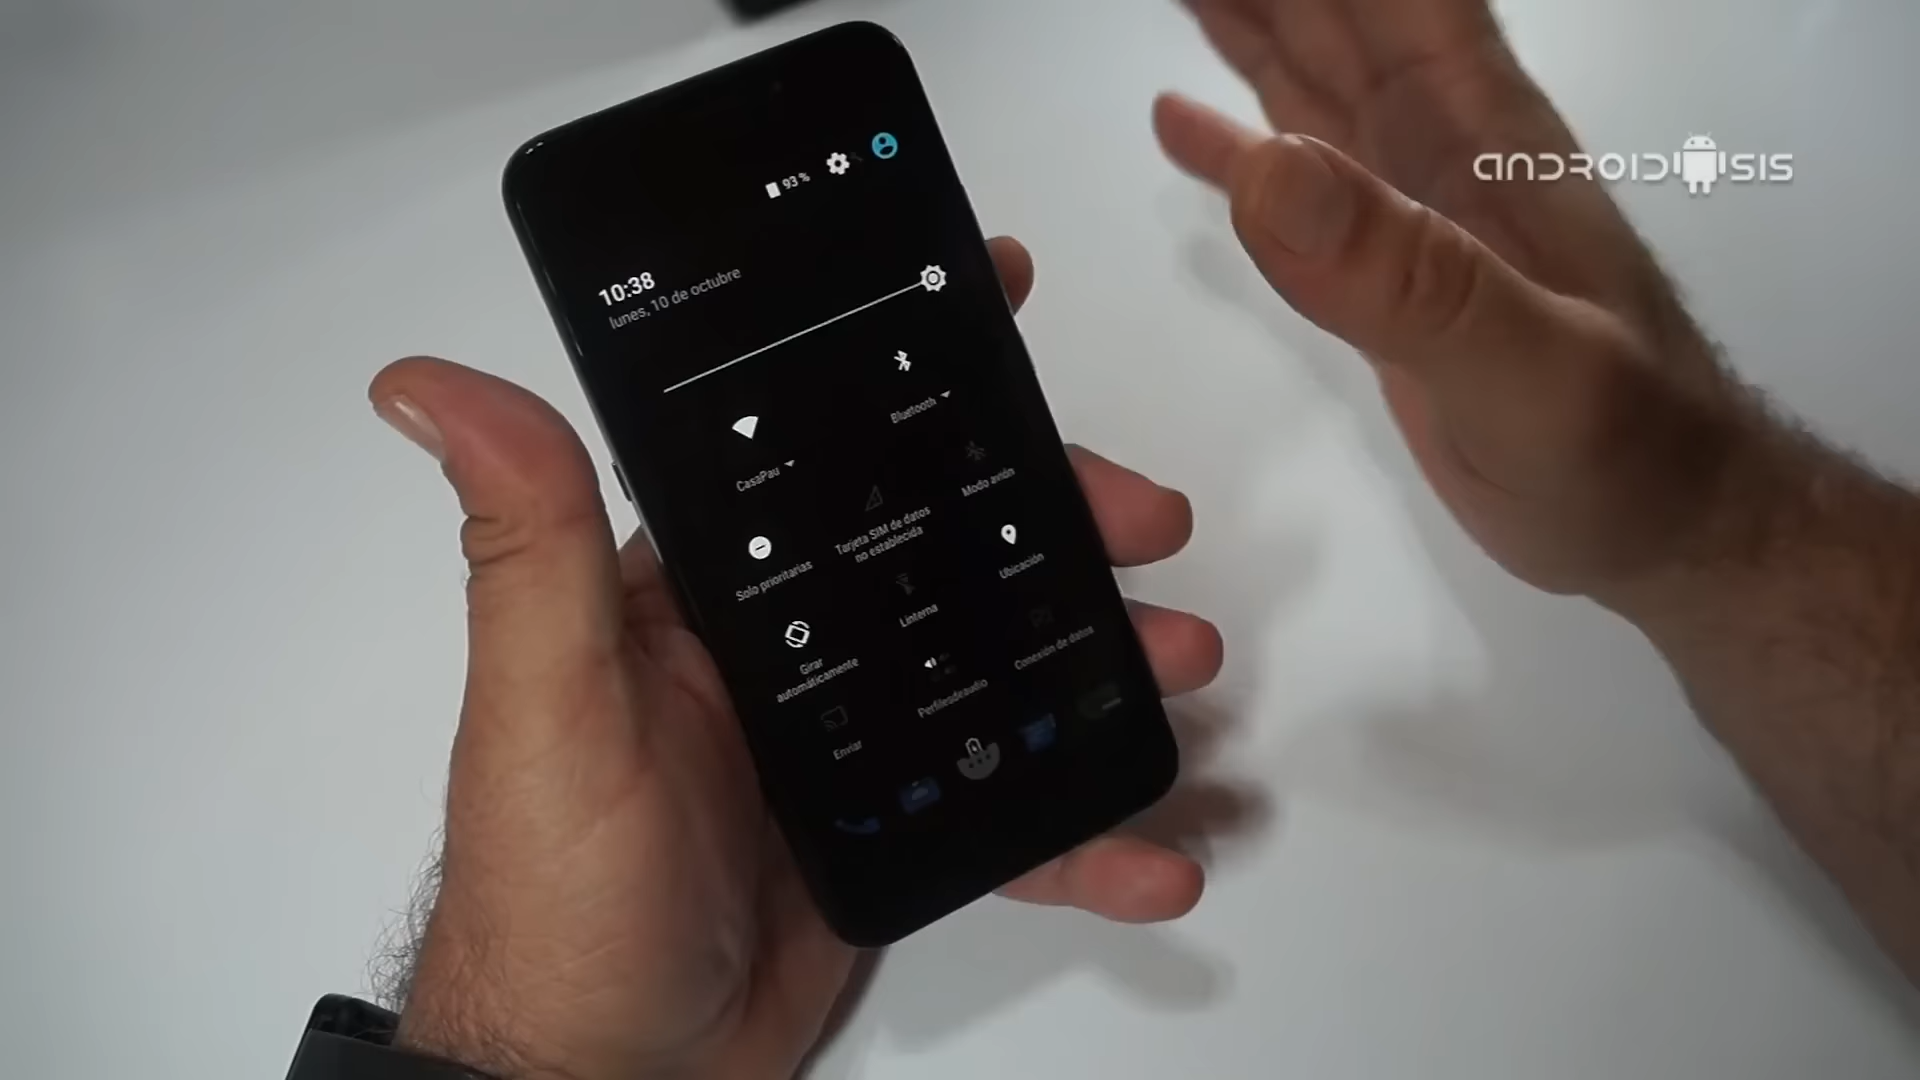 ANDROIDSIS
93 %
10:38
lunes, 10 de octubre
Bluetooth
CasaPau
Modo avión
Tarjeta SIM de datos
no establecida
Solo prioritarias
Ubicación
Linterna
Girar
automáticamente
Conexión de datos
Perfilesdeaudio
Enviar